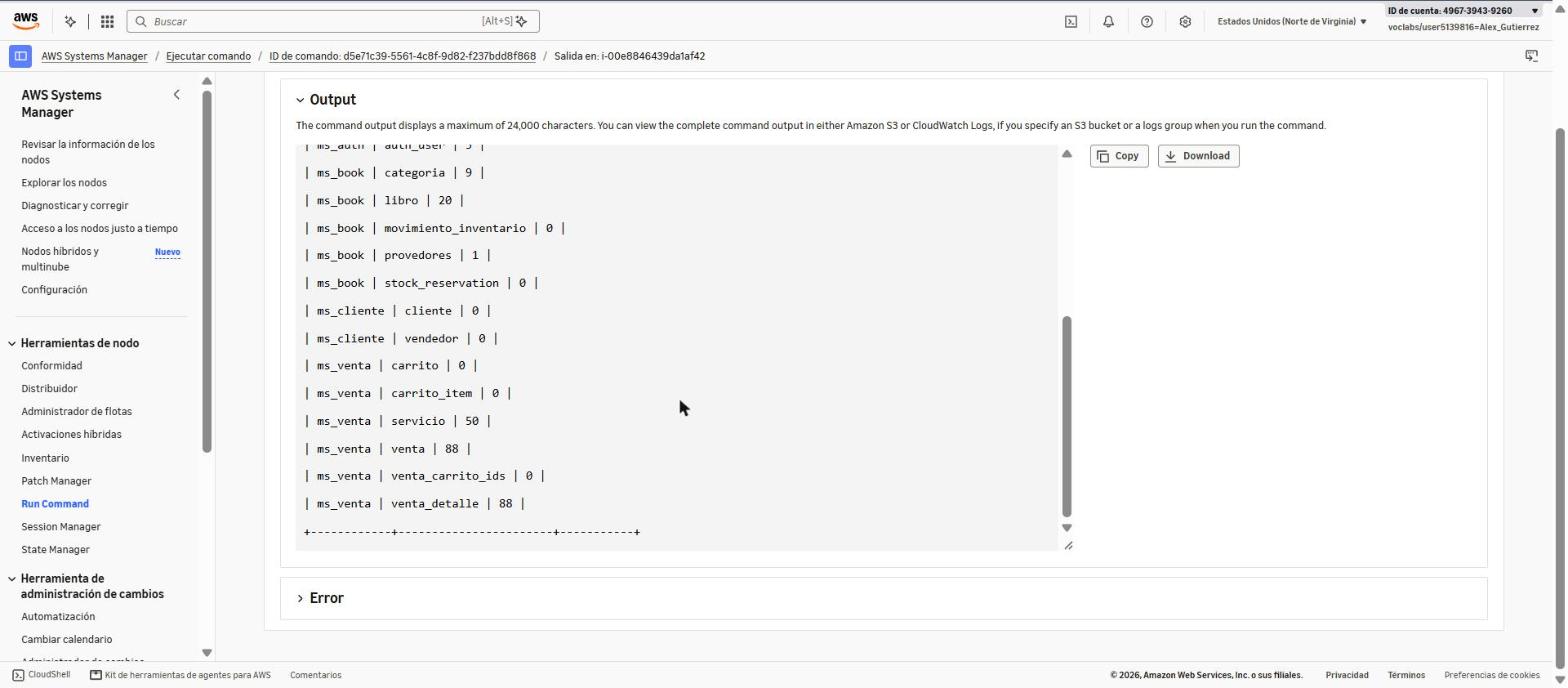 aws
Buscar
[Alt+S]
Estados Unidos (Norte de Virginia)
ID de cuenta: 4967-3943-9260
voclabs/user5139816=Alex_Gutierrez
AWS Systems Manager / Ejecutar comando / ID de comando: d5e71c39-5561-4c8f-9d82-f237bdd8f868 / Salida en: i-00e8846439da1af42
AWS Systems
Manager
Revisar la información de los
nodos
Explorar los nodos
Diagnosticar y corregir
Acceso a los nodos justo a tiempo
Nodos híbridos y
multinube
Nuevo
Configuración
Herramientas de nodo
Conformidad
Distribuidor
Administrador de flotas
Activaciones híbridas
Inventario
Patch Manager
Run Command
Session Manager
State Manager
Herramienta de
administración de cambios
Automatización
Cambiar calendario
Administrador de cambios
Output
The command output displays a maximum of 24,000 characters. You can view the complete command output in either Amazon S3 or CloudWatch Logs, if you specify an S3 bucket or a logs group when you run the command.
| ms_auth | auth_user | 5 |
| ms_book | categoria | 9 |
| ms_book | libro | 20 |
| ms_book | movimiento_inventario | 0 |
| ms_book | provedores | 1 |
| ms_book | stock_reservation | 0 |
| ms_cliente | cliente | 0 |
| ms_cliente | vendedor | 0 |
| ms_venta | carrito | 0 |
| ms_venta | carrito_item | 0 |
| ms_venta | servicio | 50 |
| ms_venta | venta | 88 |
| ms_venta | venta_carrito_ids | 0 |
| ms_venta | venta_detalle | 88 |
+------------+-----------------------+-----------+
Copy
Download
Error
CloudShell
Kit de herramientas de agentes para AWS
Comentarios
© 2026, Amazon Web Services, Inc. o sus filiales.
Privacidad
Términos
Preferencias de cookies